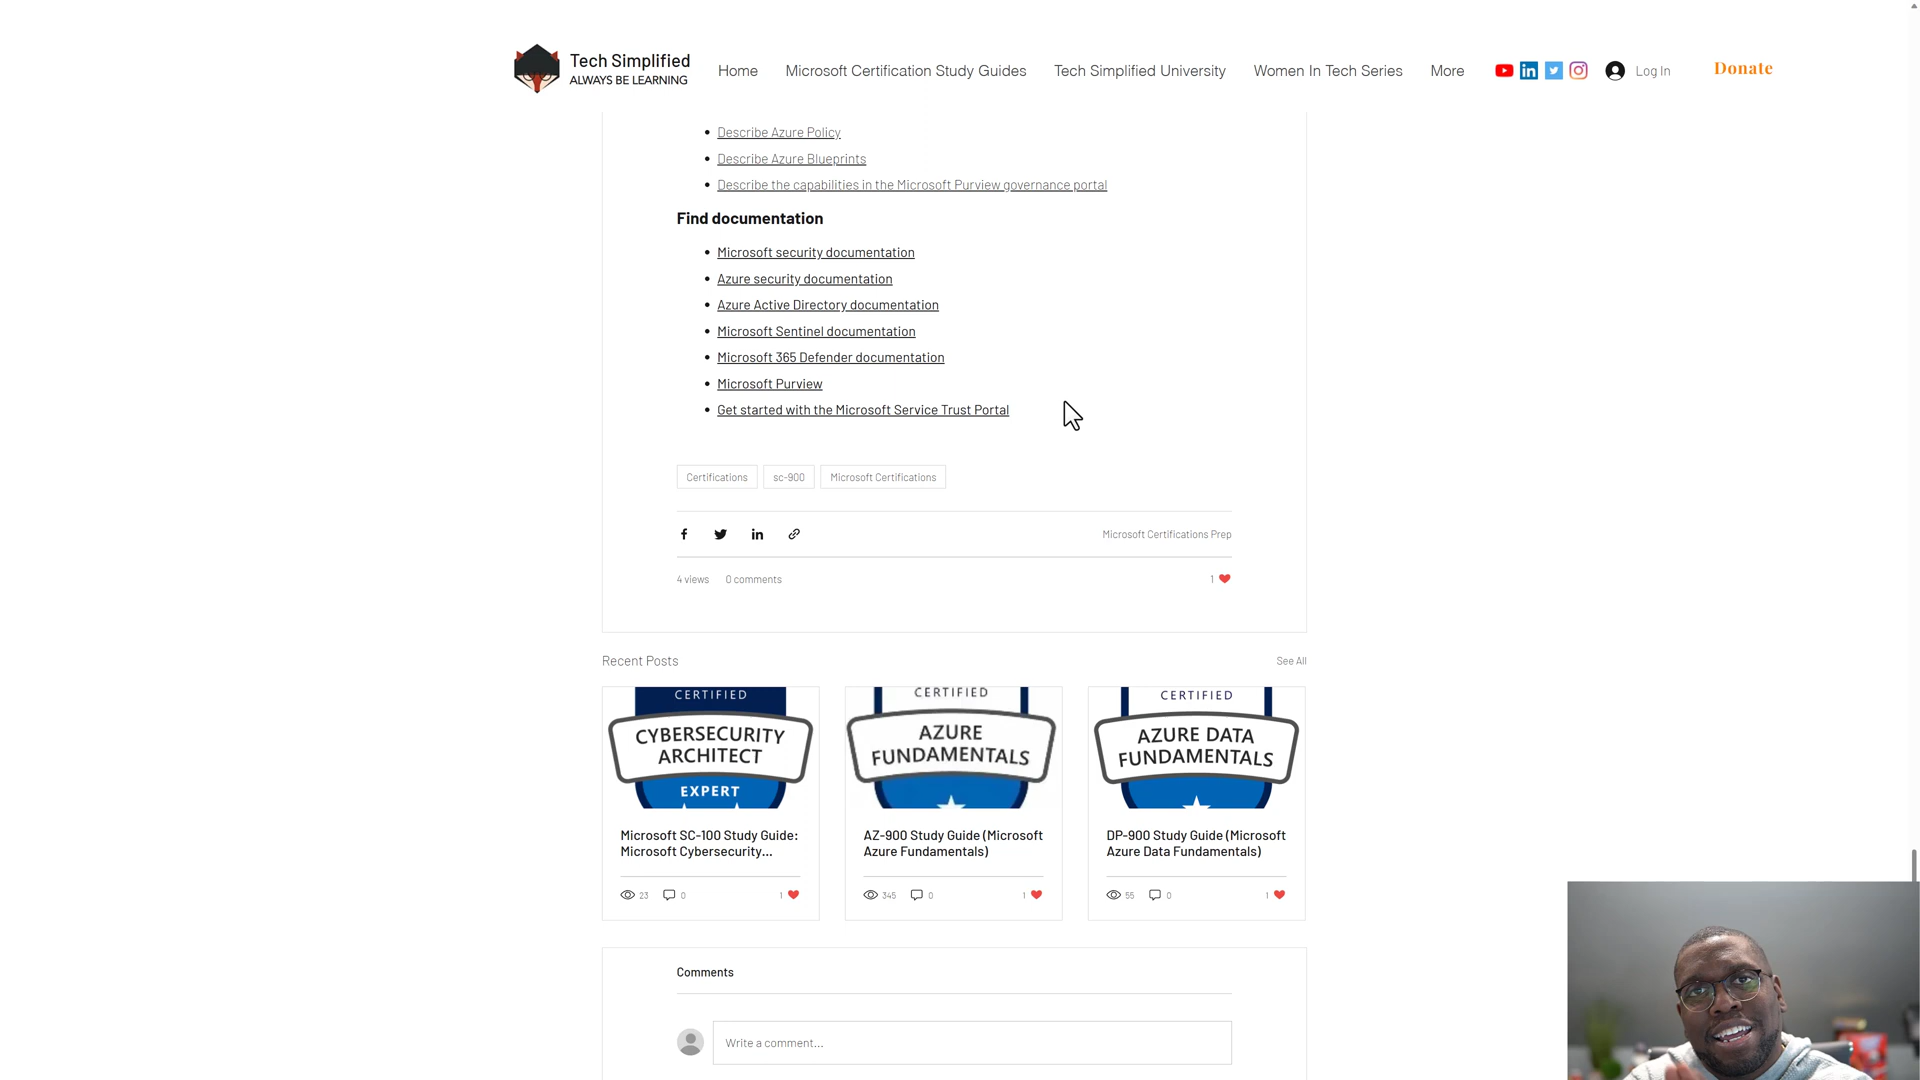 Tech Simplified
ALWAYS BE LEARNING
Home
Microsoft Certification Study Guides
Tech Simplified University
Women In Tech Series
More
Log In
Donate
Describe Azure Policy
Describe Azure Blueprints
Describe the capabilities in the Microsoft Purview governance portal
Find documentation
Microsoft security documentation
Azure security documentation
Azure Active Directory documentation
Microsoft Sentinel documentation
Microsoft 365 Defender documentation
Microsoft Purview
Get started with the Microsoft Service Trust Portal
Certifications
sc-900
Microsoft Certifications
Microsoft Certifications Prep
4 views
0 comments
1
Recent Posts
See All
CERTIFIED
CYBERSECURITY
ARCHITECT
EXPERT
Microsoft SC-100 Study Guide:
Microsoft Cybersecurity...
23
0
1
CERTIFIED
AZURE
FUNDAMENTALS
AZ-900 Study Guide (Microsoft
Azure Fundamentals)
345
0
1
CERTIFIED
AZURE DATA
FUNDAMENTALS
DP-900 Study Guide (Microsoft
Azure Data Fundamentals)
55
0
1
Comments
Write a comment...